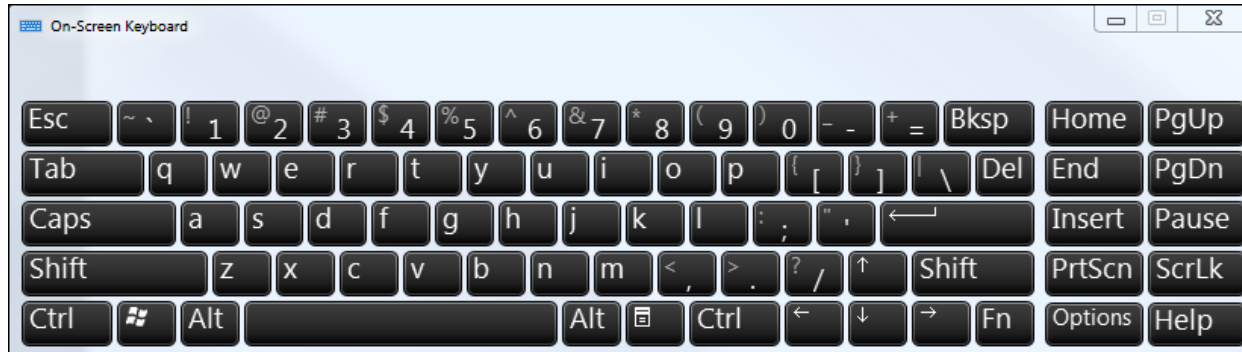 On-Screen Keyboard
Esc ~ ` ! 1 @ 2 # 3 $ 4 % 5 ^ 6 & 7 * 8 ( 9 ) 0 _ - + = Bksp Home PgUp
Tab q w e r t y u i o p { [ } ] | \ Del End PgDn
Caps a s d f g h j k l : ; " ' Insert Pause
Shift z x c v b n m < , > . ? / ↑ Shift PrtScn ScrLk
Ctrl Alt Alt Ctrl ← ↓ → Fn Options Help